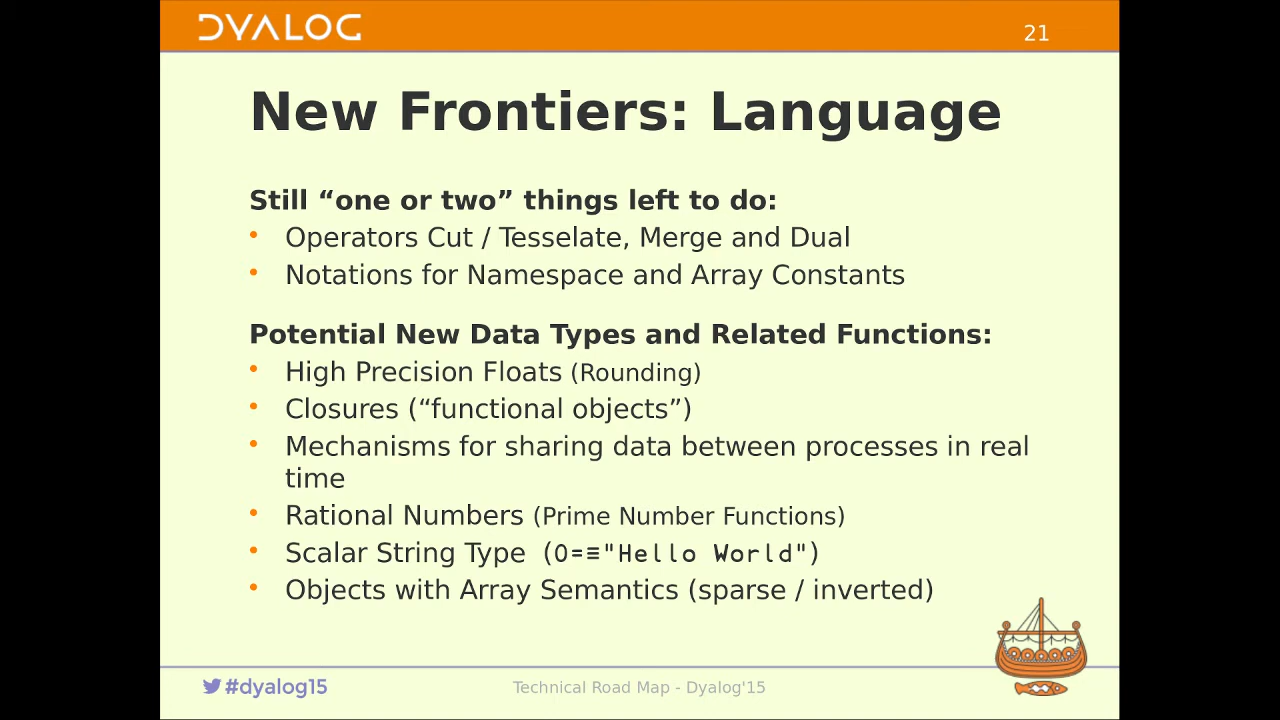 DYALOG
21
New Frontiers: Language
Still “one or two” things left to do:
• Operators Cut / Tesselate, Merge and Dual
• Notations for Namespace and Array Constants
Potential New Data Types and Related Functions:
• High Precision Floats (Rounding)
• Closures (“functional objects”)
• Mechanisms for sharing data between processes in real
time
• Rational Numbers (Prime Number Functions)
• Scalar String Type (0=≡"Hello World")
• Objects with Array Semantics (sparse / inverted)
#dyalog15
Technical Road Map - Dyalog'15